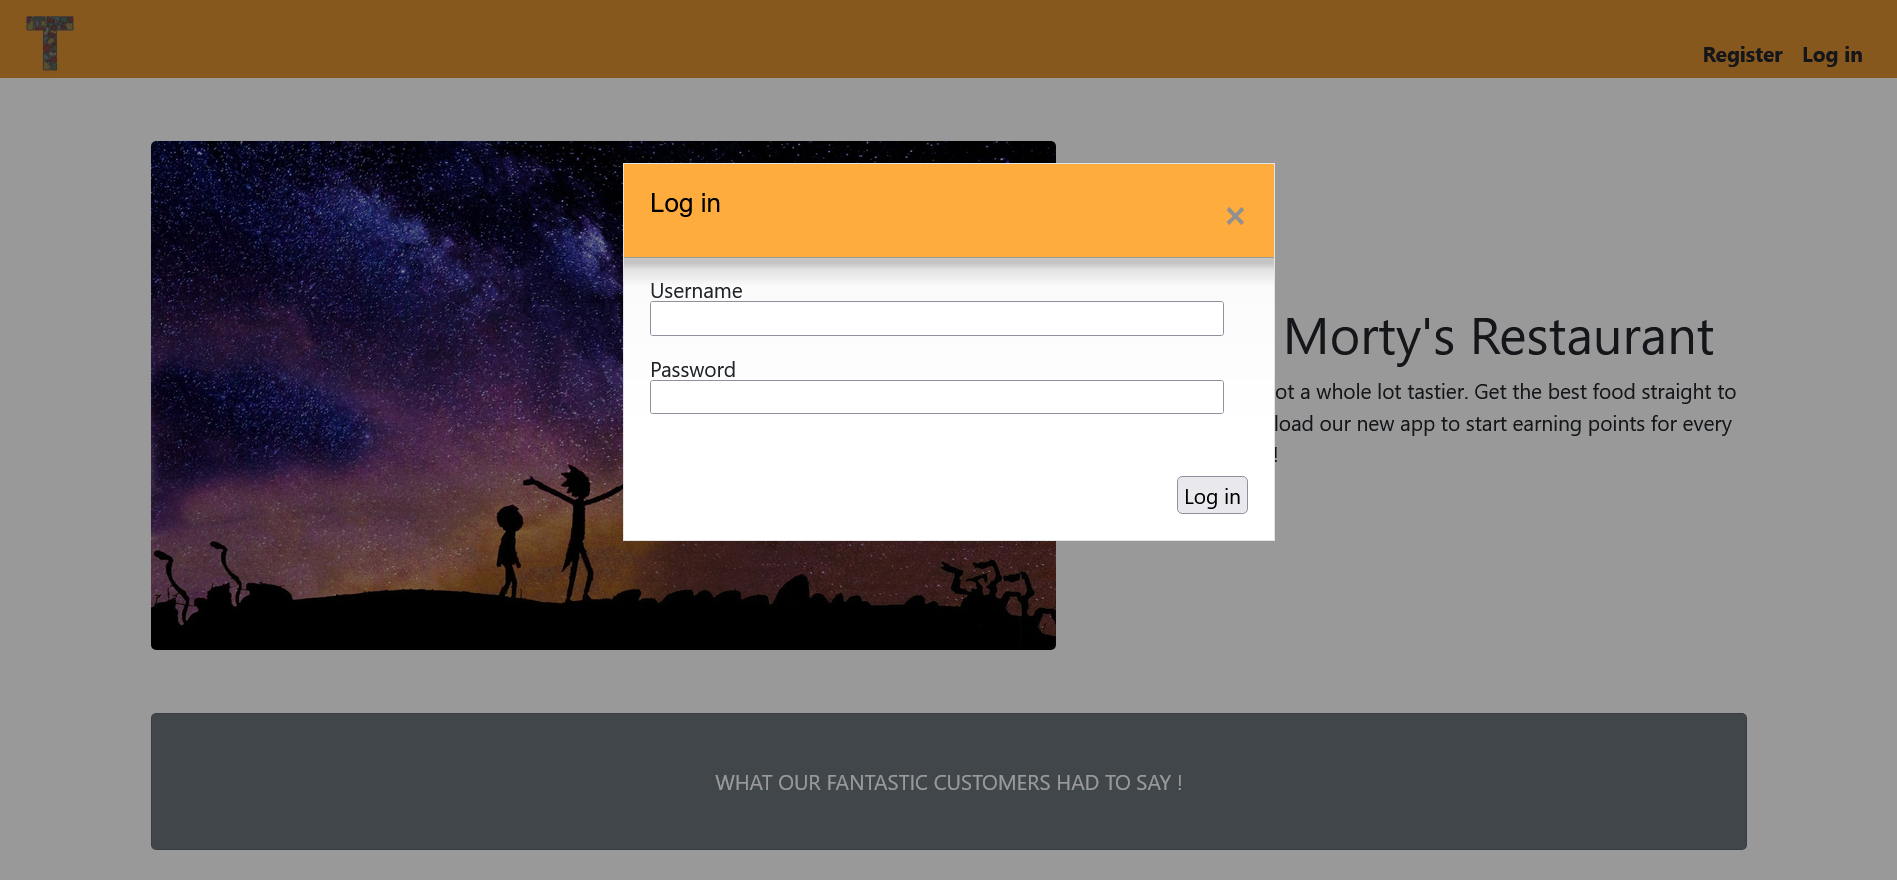 T
Register Log in
Log in
×
Username
Password
Log in
Morty's Restaurant
ot a whole lot tastier. Get the best food straight to
load our new app to start earning points for every
!
WHAT OUR FANTASTIC CUSTOMERS HAD TO SAY !